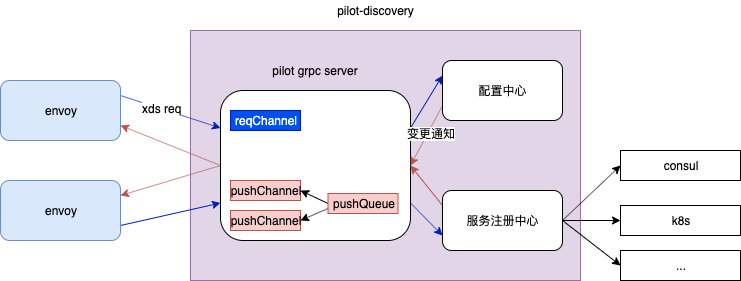 pilot-discovery
pilot grpc server
envoy
xds req
reqChannel
配置中心
变更通知
consul
envoy
pushChannel
pushQueue
pushChannel
服务注册中心
k8s
...